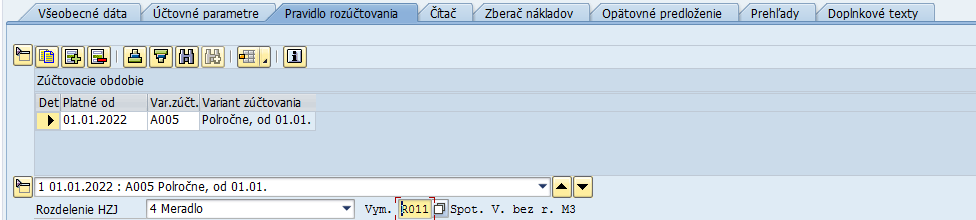 Všeobecné dáta Účtovné parametre Pravidlo rozúčtovania Čítač Zberač nákladov Opätovné predloženie Prehľady Doplnkové texty
Zúčtovacie obdobie
Det Platné od Var.zúčt. Variant zúčtovania
01.01.2022 A005 Polročne, od 01.01.
1 01.01.2022 : A005 Polročne, od 01.01.
Rozdelenie HZJ 4 Meradlo Vym. R011 Spot. V. bez r. M3